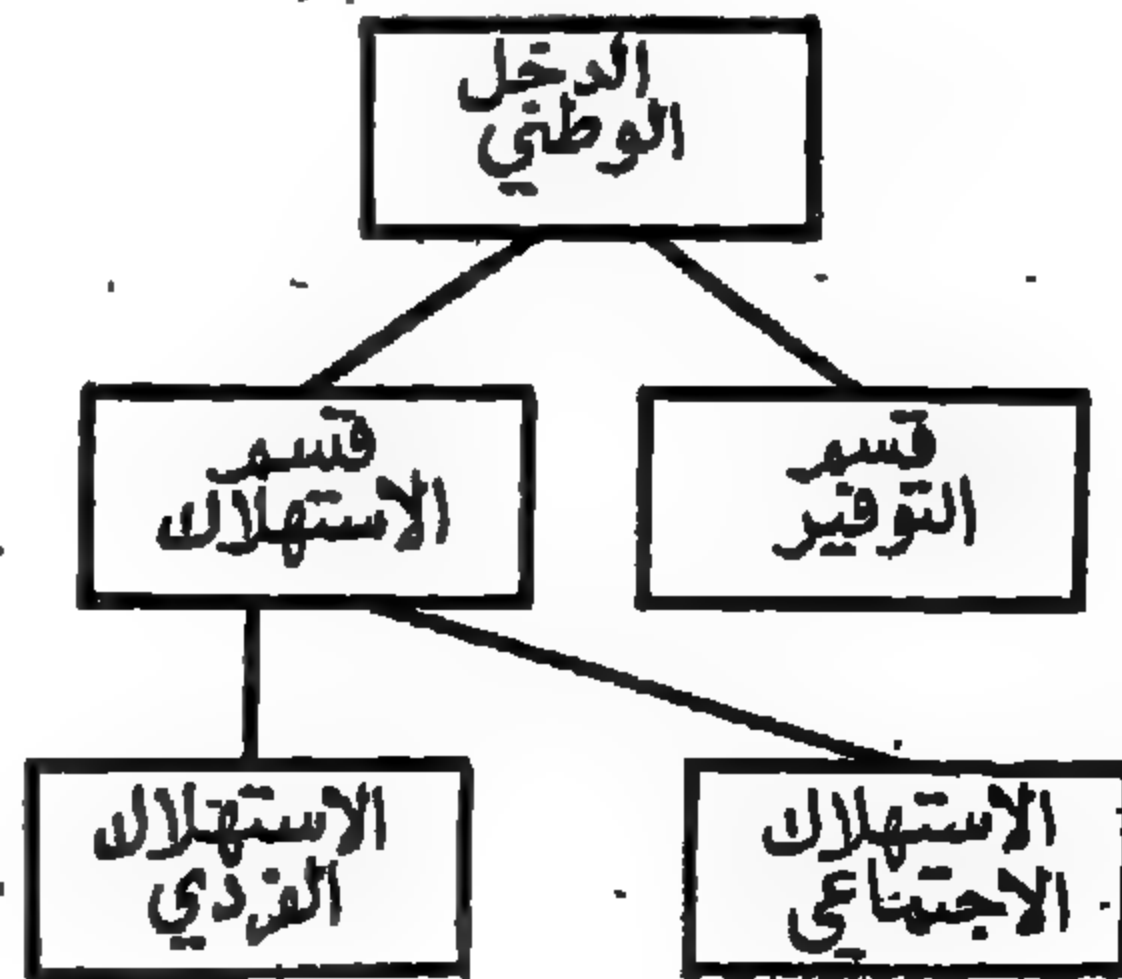 الدخل
الوطني
قسم
التوفير
قسم
الاستهلاك
الاستهلاك
الاجتماعي
الاستهلاك
الفردي